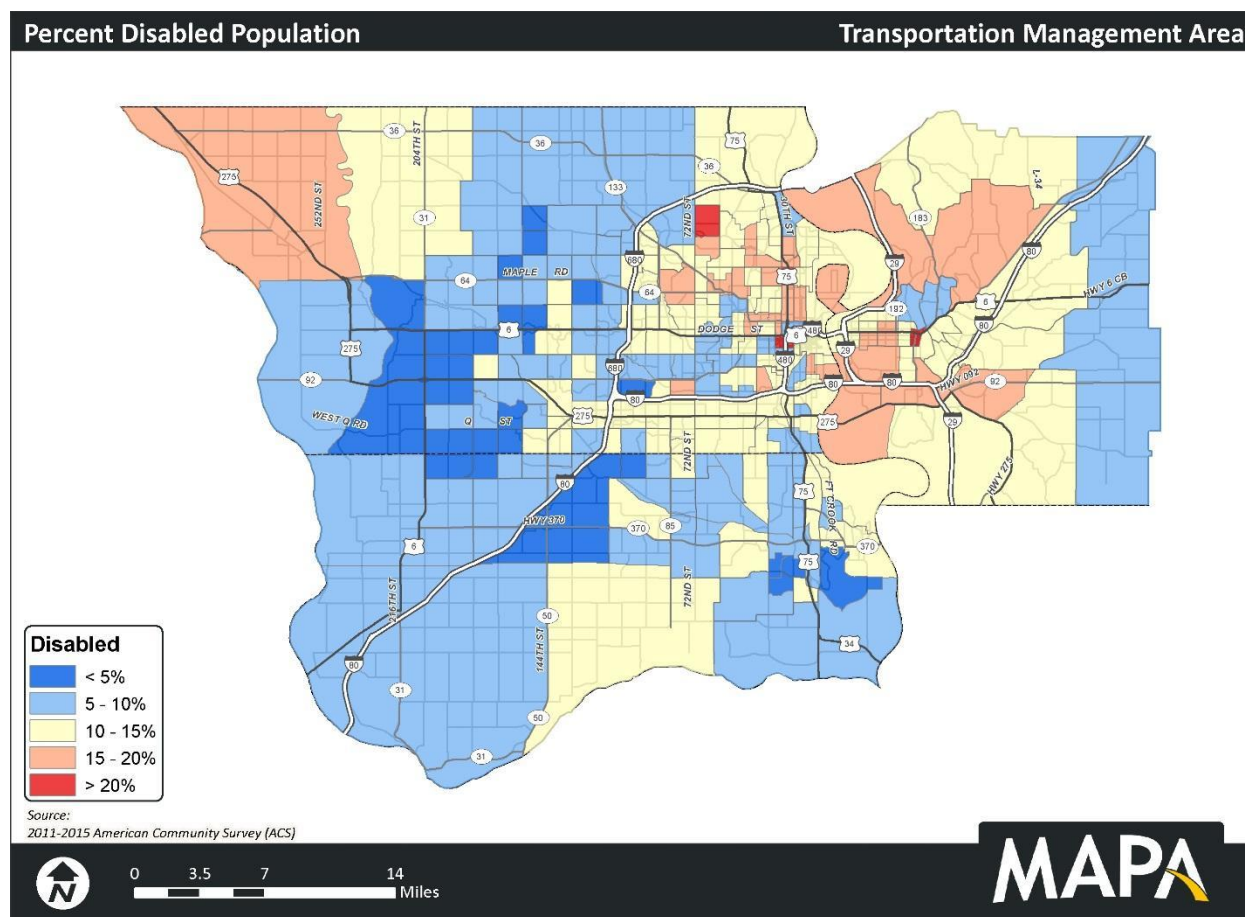 Percent Disabled Population
Transportation Management Area
36
204TH ST
36
133
75
36
275
252ND ST
31
72ND ST
30TH ST
183
L-34
80
680
29
64
MAPLE RD
64
75
192
6
HWY 6 CB
6
DODGE ST
6
480
80
275
680
480
29
92
80
80
80
HWY 092
92
WEST Q RD
Q ST
275
275
29
72ND ST
HWY 275
80
75
FT CROOK RD
HWY 370
370
85
370
6
75
216TH ST
72ND ST
50
144TH ST
34
80
31
50
31
Disabled
< 5%
5 - 10%
10 - 15%
15 - 20%
> 20%
Source:
2011-2015 American Community Survey (ACS)
N
0 3.5 7 14
Miles
MAPA